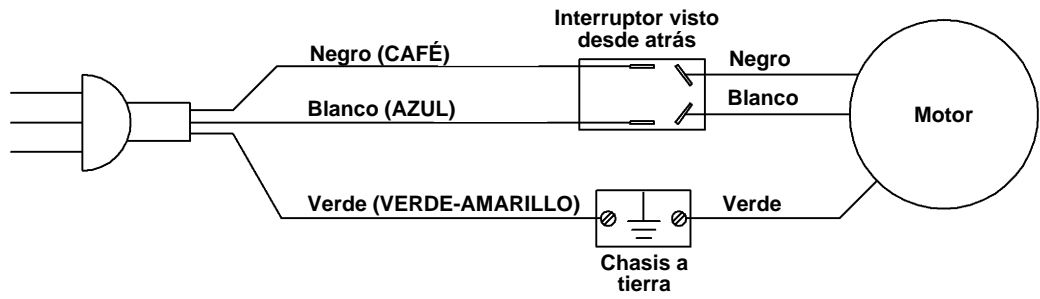 Interruptor visto
desde atrás
Negro (CAFÉ)
Negro
Blanco (AZUL)
Blanco
Motor
Verde (VERDE-AMARILLO)
Verde
Chasis a
tierra